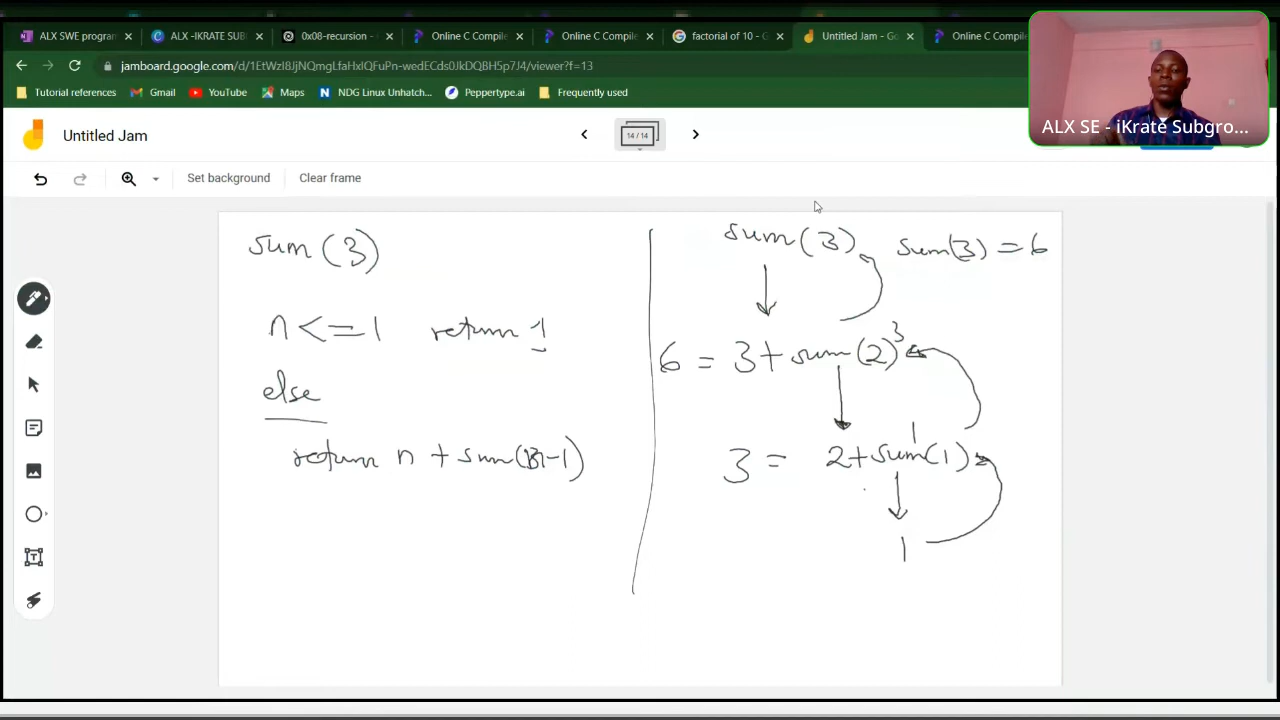 ALX SWE program
ALX -IKRATE SUB
0x08-recursion -
Online C Compile
Online C Compile
factorial of 10 - G
Untitled Jam - Go
Online C Compile
jamboard.google.com/d/1EtWzI8JjNQmgLfaHxIQFuPn-wedECds0JkDQBH5p7J4/viewer?f=13
Tutorial references
Gmail
YouTube
Maps
NDG Linux Unhatch...
Peppertype.ai
Frequently used
ALX SE - iKrate Subgro...
Untitled Jam
14 / 14
Set background
Clear frame
sum(3)
n <= 1 return 1
else
return n + sum(n-1)
sum(3) sum(3) = 6
6 = 3 + sum(2) 3
1
3 = 2 + sum(1)
1